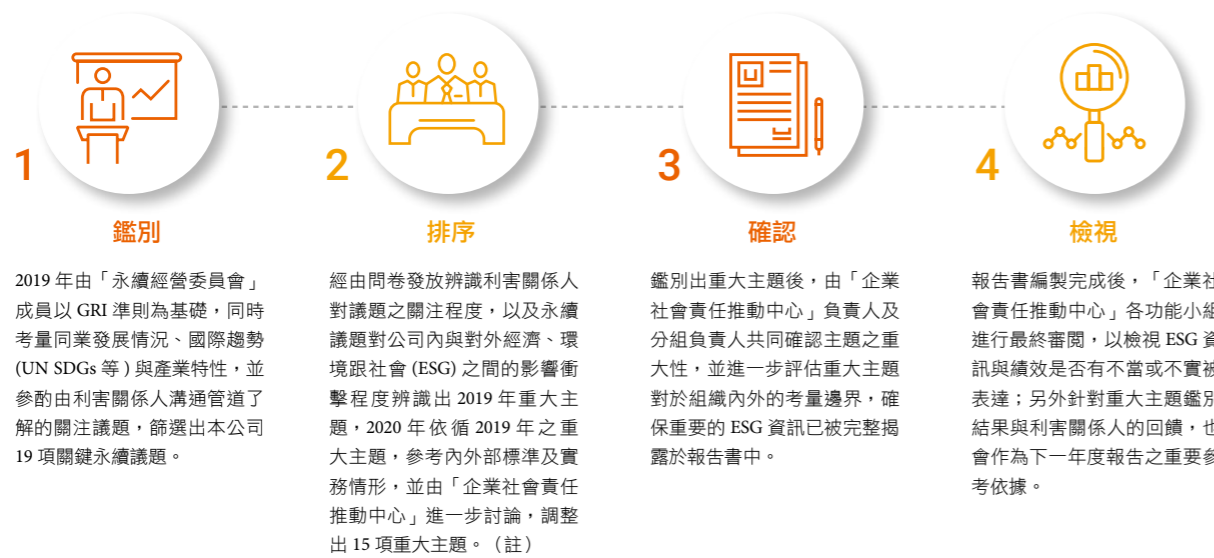 1
鑑別
2019 年由「永續經營委員會」
成員以 GRI 準則為基礎，同時
考量同業發展情況、國際趨勢
(UN SDGs 等 ) 與產業特性，並
參酌由利害關係人溝通管道了
解的關注議題，篩選出本公司
19 項關鍵永續議題。
2
排序
經由問卷發放辨識利害關係人
對議題之關注程度，以及永續
議題對公司內與對外經濟、環
境跟社會 (ESG) 之間的影響衝
擊程度辨識出 2019 年重大主
題，2020 年依循 2019 年之重
大主題，參考內外部標準及實
務情形，並由「企業社會責任
推動中心」進一步討論，調整
出 15 項重大主題。（註）
3
確認
鑑別出重大主題後，由「企業
社會責任推動中心」負責人及
分組負責人共同確認主題之重
大性，並進一步評估重大主題
對於組織內外的考量邊界，確
保重要的 ESG 資訊已被完整揭
露於報告書中。
4
檢視
報告書編製完成後，「企業社
會責任推動中心」各功能小組
進行最終審閱，以檢視 ESG 資
訊與績效是否有不當或不實被
表達；另外針對重大主題鑑別
結果與利害關係人的回饋，也
會作為下一年度報告之重要參
考依據。